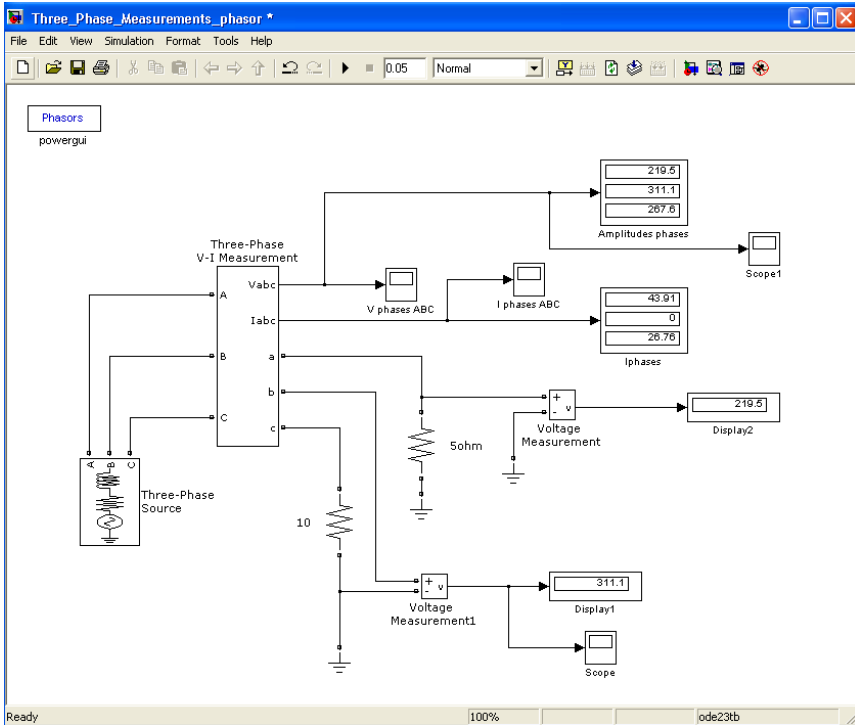 Three_Phase_Measurements_phasor *
File Edit View Simulation Format Tools Help
0.05 Normal
Phasors
powergui
219.5
311.1
267.6
Amplitudes phases
Scope1
Three-Phase
V-I Measurement
Vabc
A
V phases ABC
I phases ABC
Iabc
43.91
0
26.76
Iphases
B
a
b
C
c
+
-
v
Voltage
Measurement
219.5
Display2
5ohm
A B C
Three-Phase
Source
10
+
-
v
Voltage
Measurement1
311.1
Display1
Scope
Ready 100% ode23tb